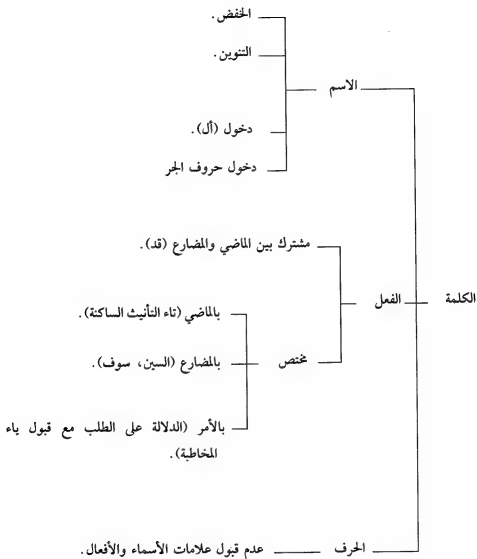 الخفض.
التنوين.
الاسم
دخول (أل).
دخول حروف الجر
مشترك بين الماضي والمضارع (قد).
الكلمة
الفعل
بالماضي (تاء التأنيث الساكنة).
مختص
بالمضارع (السين، سوف).
بالأمر (الدلالة على الطلب مع قبول ياء
المخاطبة).
الحرف
عدم قبول علامات الأسماء والأفعال.